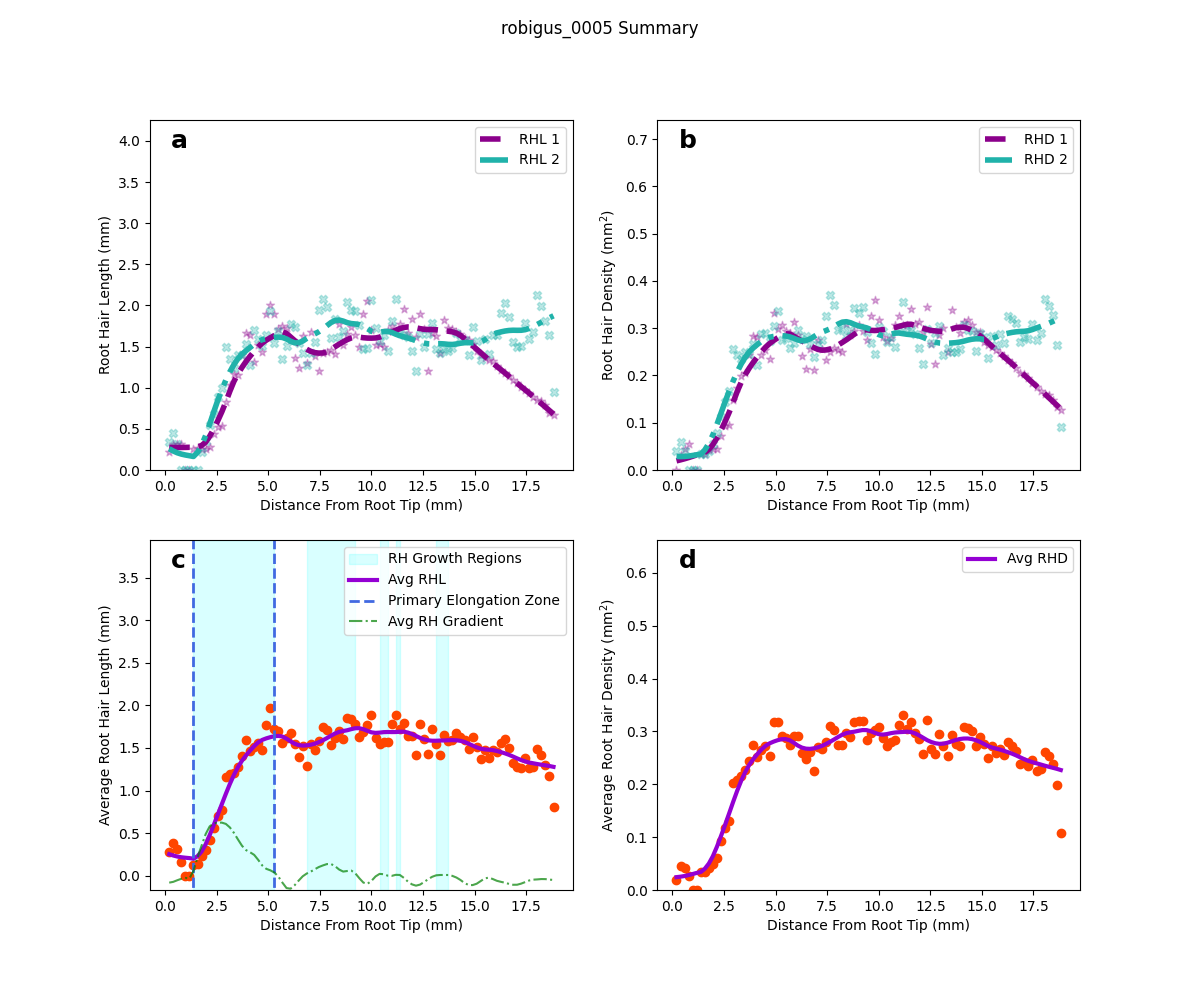 robigus_0005 Summary
a
RHL 1
RHL 2
4.0
3.5
3.0
2.5
2.0
1.5
1.0
0.5
0.0
Root Hair Length (mm)
0.0 2.5 5.0 7.5 10.0 12.5 15.0 17.5
Distance From Root Tip (mm)
b
RHD 1
RHD 2
0.7
0.6
0.5
0.4
0.3
0.2
0.1
0.0
Root Hair Density (mm²)
0.0 2.5 5.0 7.5 10.0 12.5 15.0 17.5
Distance From Root Tip (mm)
c
RH Growth Regions
Avg RHL
Primary Elongation Zone
Avg RH Gradient
3.5
3.0
2.5
2.0
1.5
1.0
0.5
0.0
Average Root Hair Length (mm)
0.0 2.5 5.0 7.5 10.0 12.5 15.0 17.5
Distance From Root Tip (mm)
d
Avg RHD
0.6
0.5
0.4
0.3
0.2
0.1
0.0
Average Root Hair Density (mm²)
0.0 2.5 5.0 7.5 10.0 12.5 15.0 17.5
Distance From Root Tip (mm)